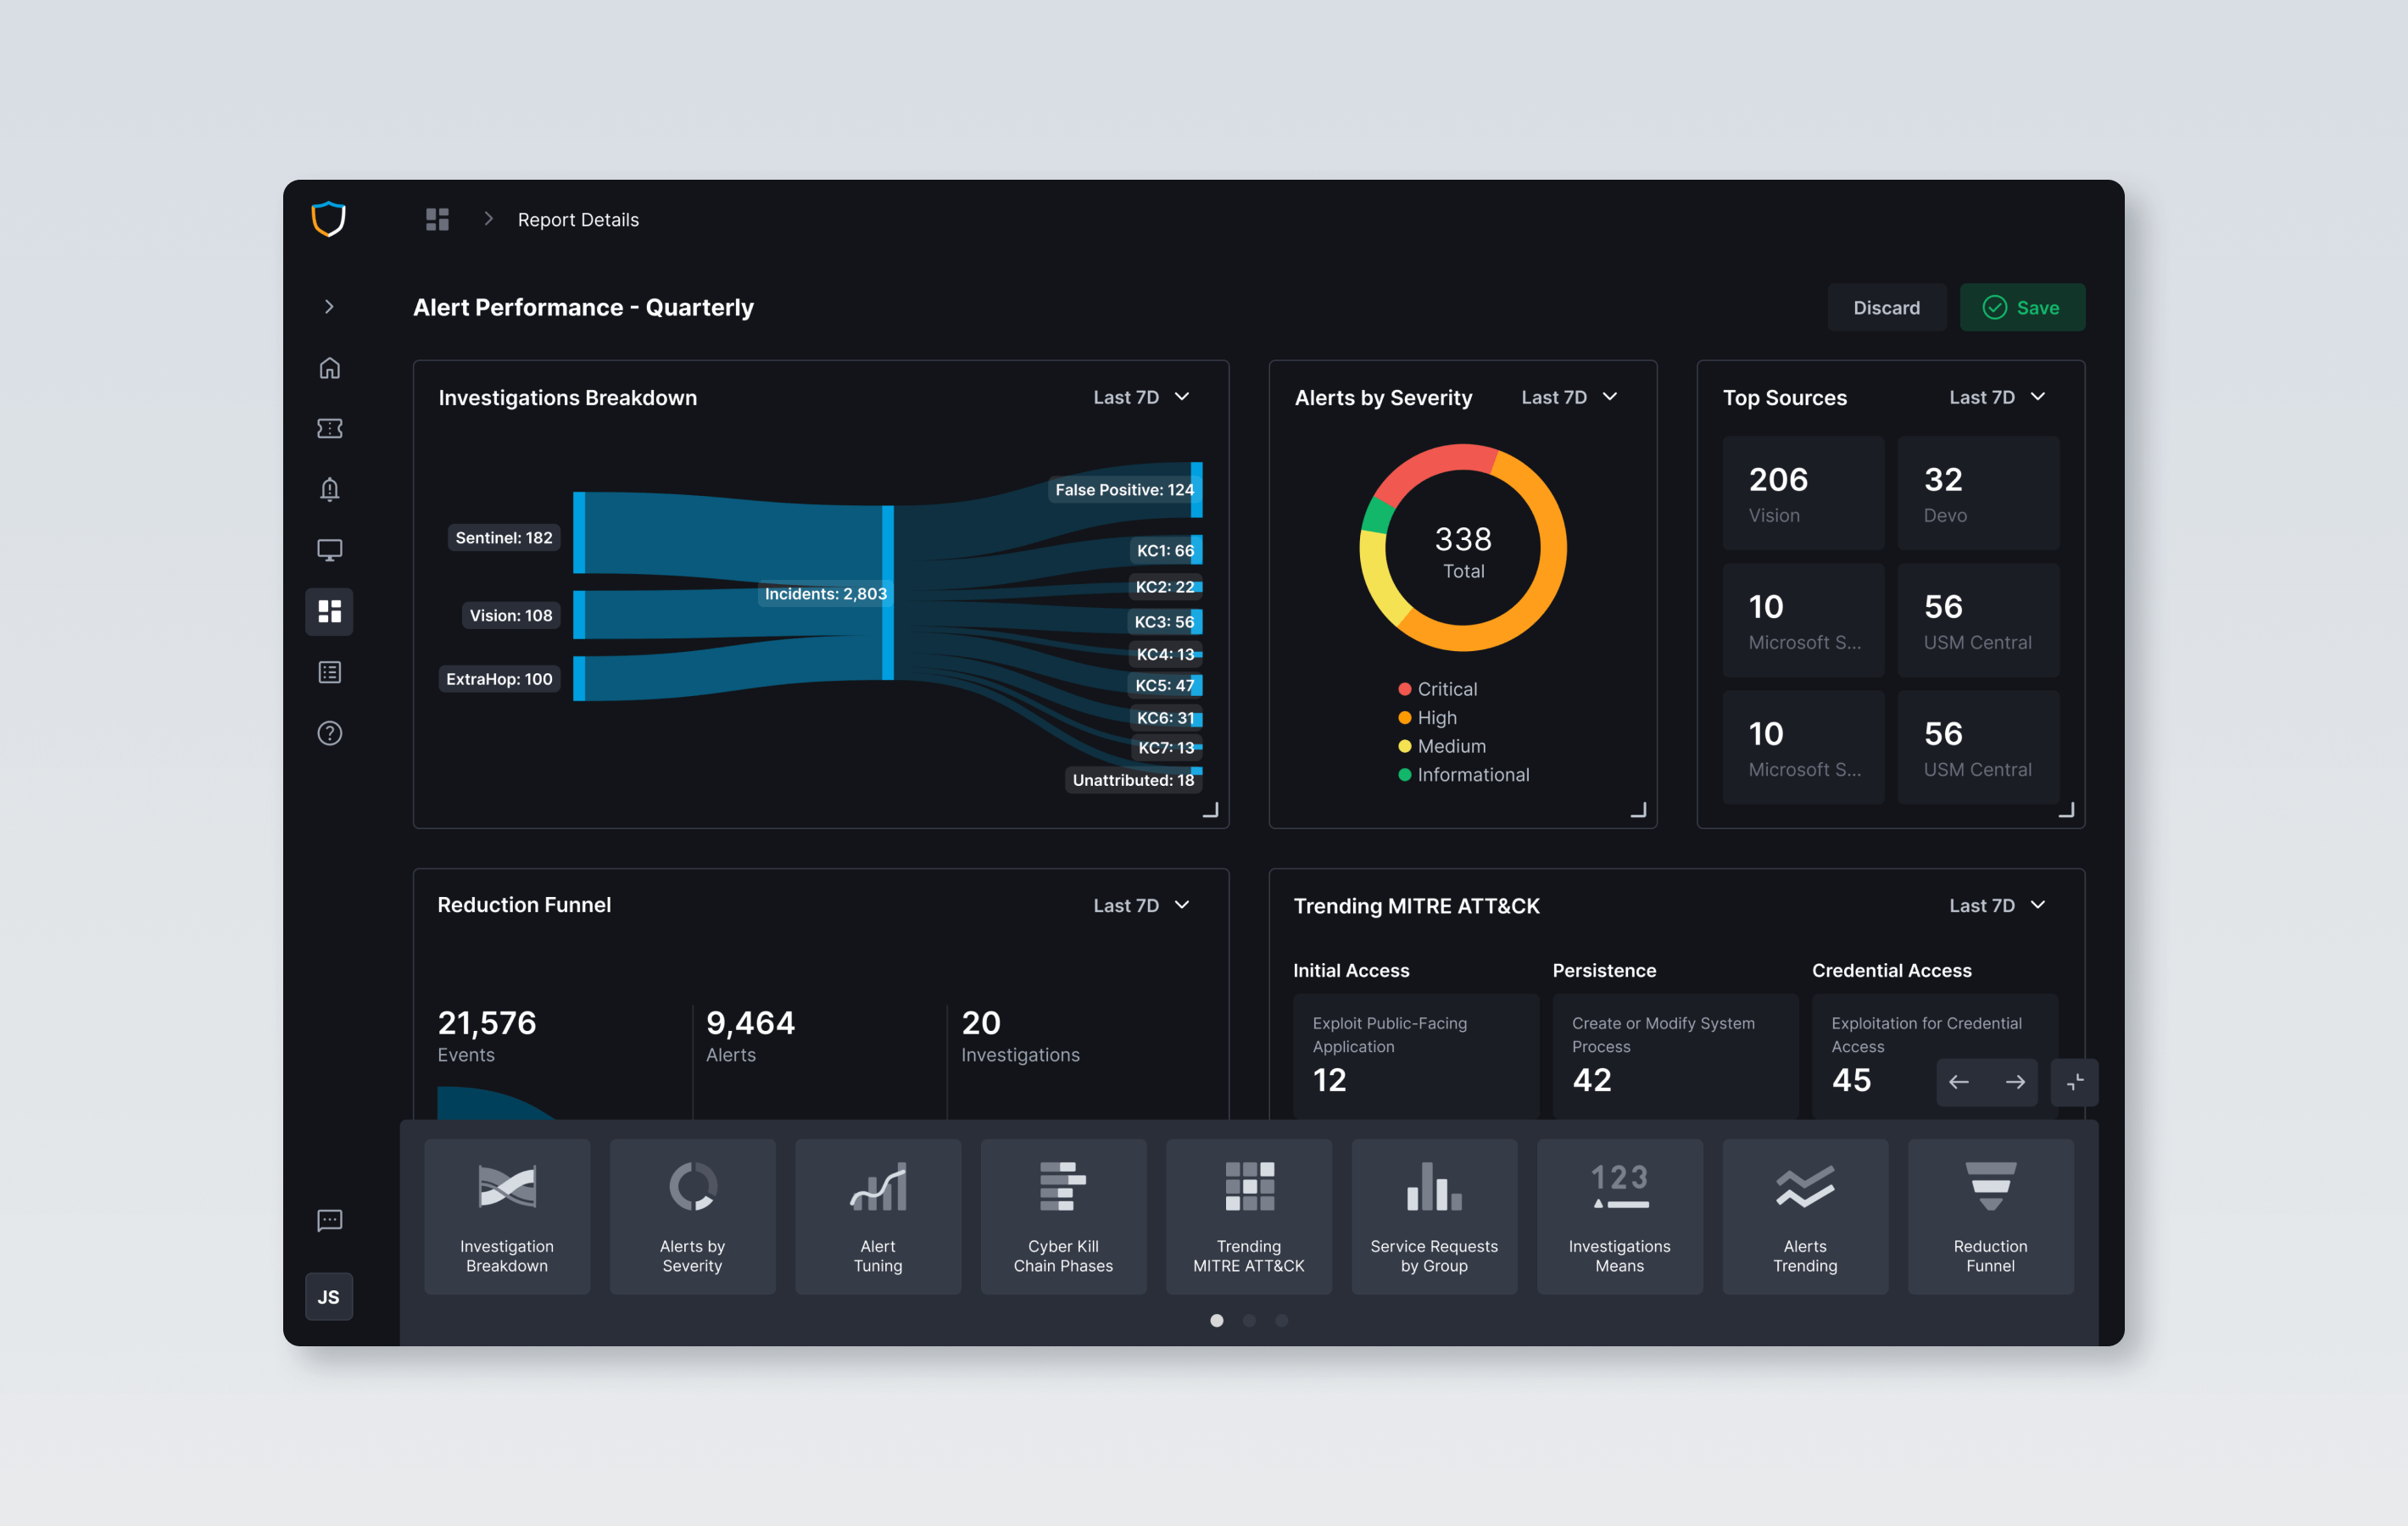 Report Details
Alert Performance - Quarterly
Discard
Save
Investigations Breakdown
Last 7D
Sentinel: 182
Vision: 108
ExtraHop: 100
Incidents: 2,803
False Positive: 124
KC1: 66
KC2: 22
KC3: 56
KC4: 13
KC5: 47
KC6: 31
KC7: 13
Unattributed: 18
Alerts by Severity
Last 7D
338
Total
Critical
High
Medium
Informational
Top Sources
Last 7D
206
Vision
32
Devo
10
Microsoft S...
56
USM Central
10
Microsoft S...
56
USM Central
Reduction Funnel
Last 7D
21,576
Events
9,464
Alerts
20
Investigations
Trending MITRE ATT&CK
Last 7D
Initial Access
Exploit Public-Facing
Application
12
Persistence
Create or Modify System
Process
42
Credential Access
Exploitation for Credential
Access
45
Investigation
Breakdown
Alerts by
Severity
Alert
Tuning
Cyber Kill
Chain Phases
Trending
MITRE ATT&CK
Service Requests
by Group
123
Investigations
Means
Alerts
Trending
Reduction
Funnel
JS